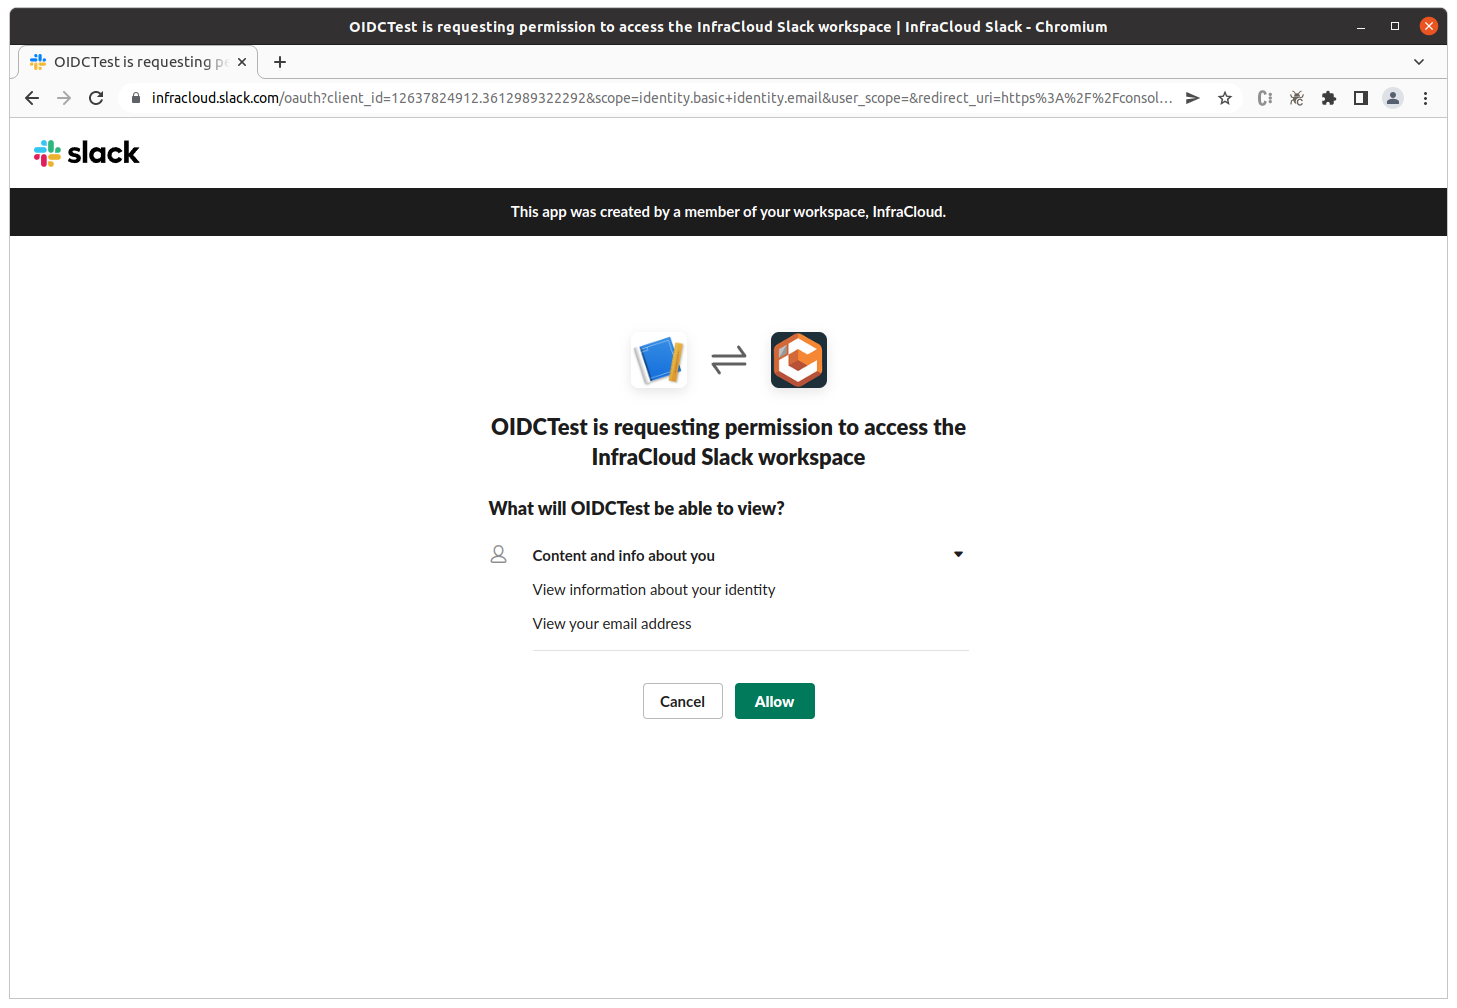 OIDCTest is requesting permission to access the InfraCloud Slack workspace | InfraCloud Slack - Chromium
OIDCTest is requesting pe
infracloud.slack.com/oauth?client_id=12637824912.3612989322292&scope=identity.basic+identity.email&user_scope=&redirect_uri=https%3A%2F%2Fconsol...
slack
This app was created by a member of your workspace, InfraCloud.
OIDCTest is requesting permission to access the
InfraCloud Slack workspace
What will OIDCTest be able to view?
Content and info about you
View information about your identity
View your email address
Cancel
Allow